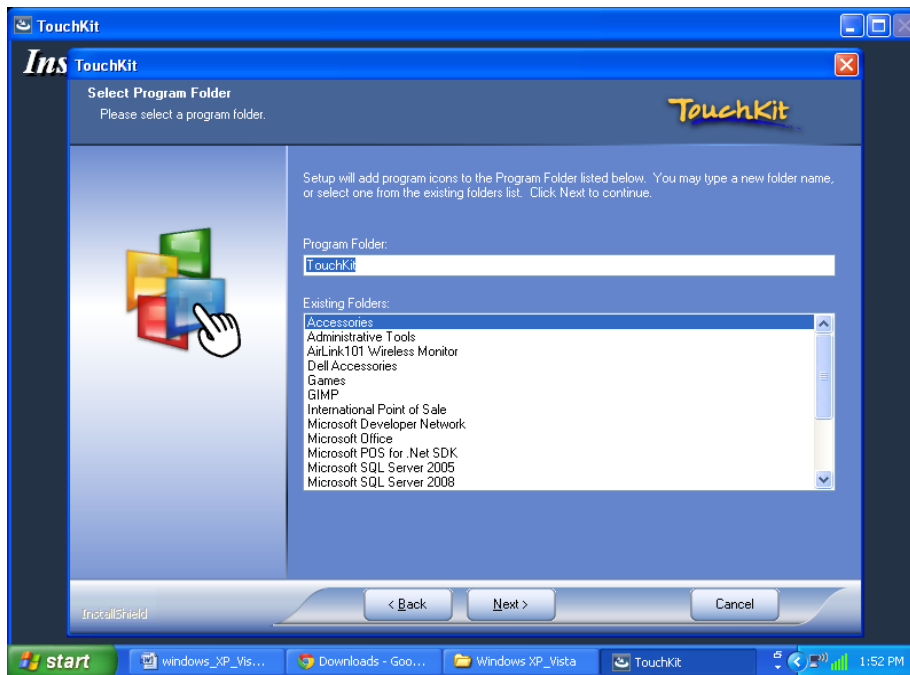 TouchKit
Ins
TouchKit
Select Program Folder
Please select a program folder.
TouchKit
Setup will add program icons to the Program Folder listed below. You may type a new folder name,
or select one from the existing folders list. Click Next to continue.
Program Folder:
TouchKit
Existing Folders:
Accessories
Administrative Tools
AirLink101 Wireless Monitor
Dell Accessories
Games
GIMP
International Point of Sale
Microsoft Developer Network
Microsoft Office
Microsoft POS for .Net SDK
Microsoft SQL Server 2005
Microsoft SQL Server 2008
InstallShield
< Back
Next >
Cancel
start
windows_XP_Vis...
Downloads - Goo...
Windows XP_Vista
TouchKit
1:52 PM